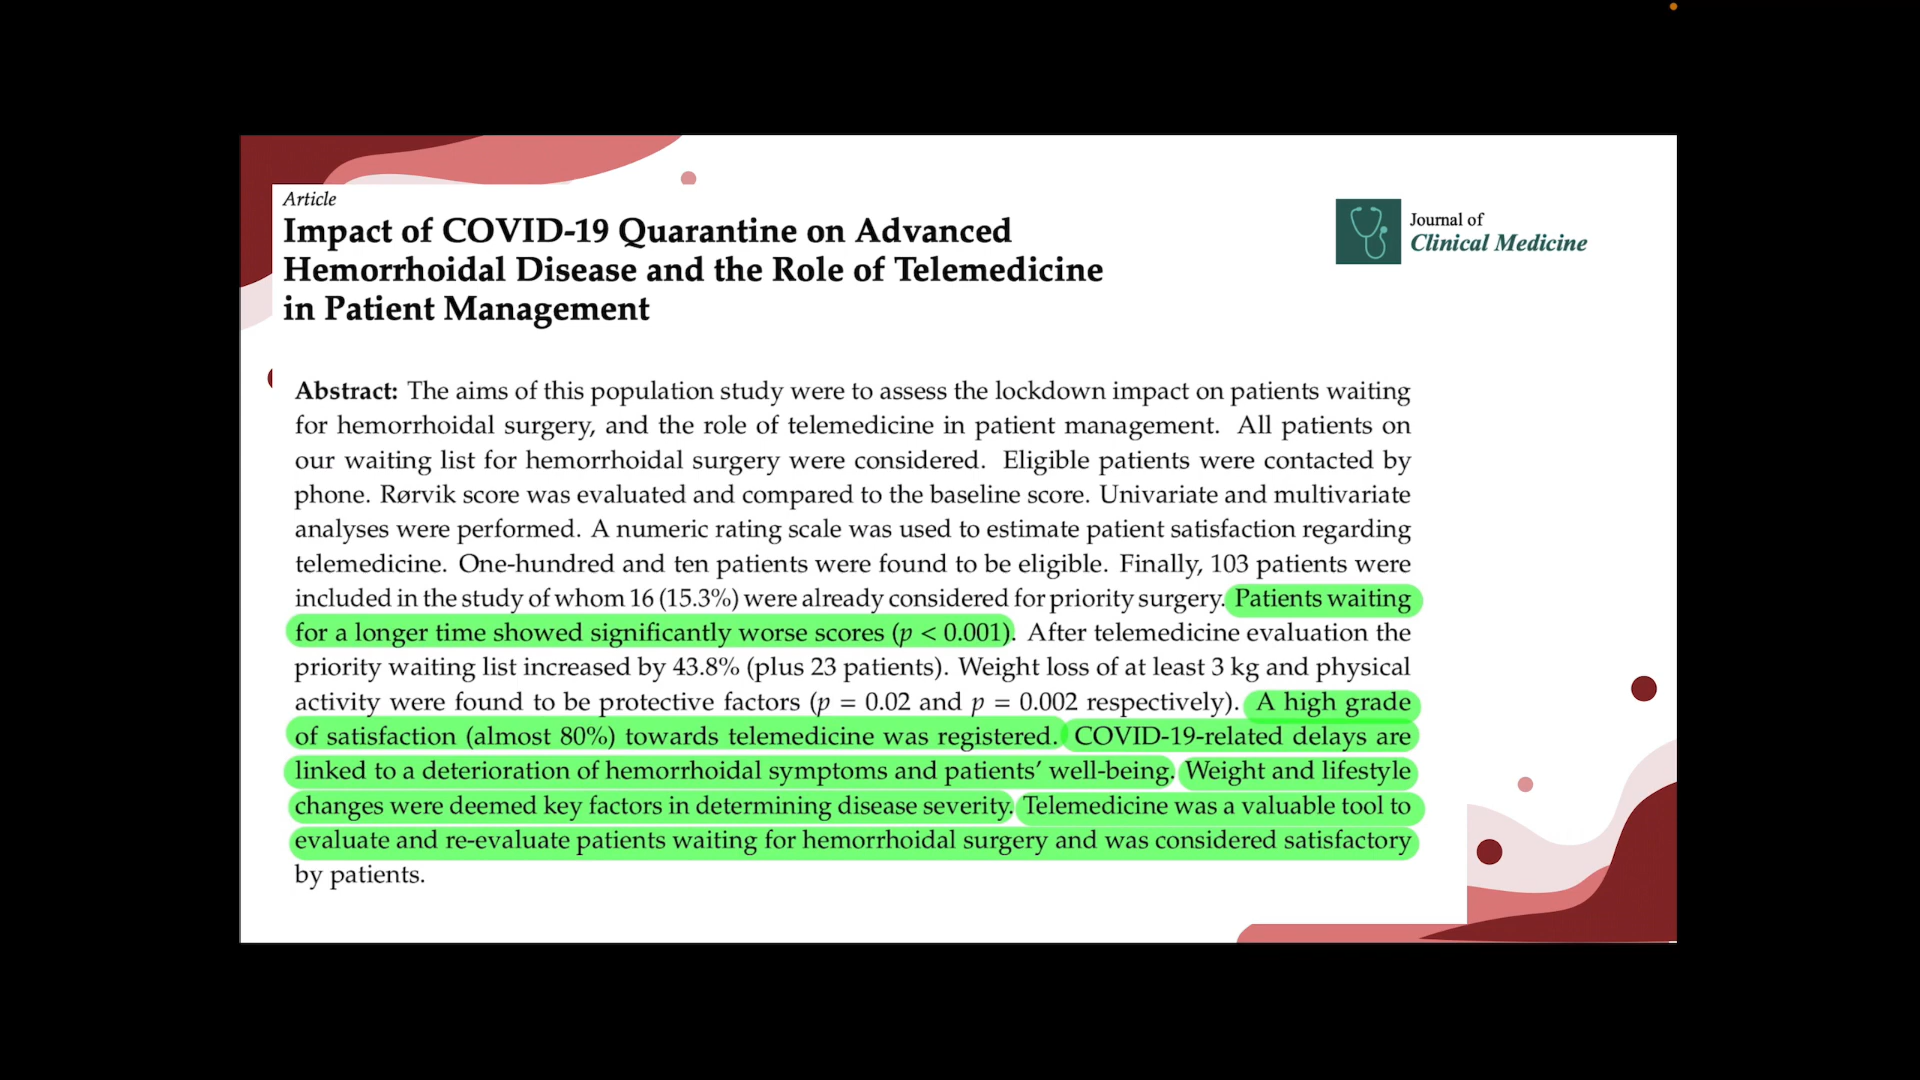 Article
Impact of COVID-19 Quarantine on Advanced
Hemorrhoidal Disease and the Role of Telemedicine
in Patient Management
Journal of
Clinical Medicine
Abstract: The aims of this population study were to assess the lockdown impact on patients waiting
for hemorrhoidal surgery, and the role of telemedicine in patient management. All patients on
our waiting list for hemorrhoidal surgery were considered. Eligible patients were contacted by
phone. Rørvik score was evaluated and compared to the baseline score. Univariate and multivariate
analyses were performed. A numeric rating scale was used to estimate patient satisfaction regarding
telemedicine. One-hundred and ten patients were found to be eligible. Finally, 103 patients were
included in the study of whom 16 (15.3%) were already considered for priority surgery. Patients waiting
for a longer time showed significantly worse scores (p < 0.001). After telemedicine evaluation the
priority waiting list increased by 43.8% (plus 23 patients). Weight loss of at least 3 kg and physical
activity were found to be protective factors (p = 0.02 and p = 0.002 respectively). A high grade
of satisfaction (almost 80%) towards telemedicine was registered. COVID-19-related delays are
linked to a deterioration of hemorrhoidal symptoms and patients' well-being. Weight and lifestyle
changes were deemed key factors in determining disease severity. Telemedicine was a valuable tool to
evaluate and re-evaluate patients waiting for hemorrhoidal surgery and was considered satisfactory
by patients.